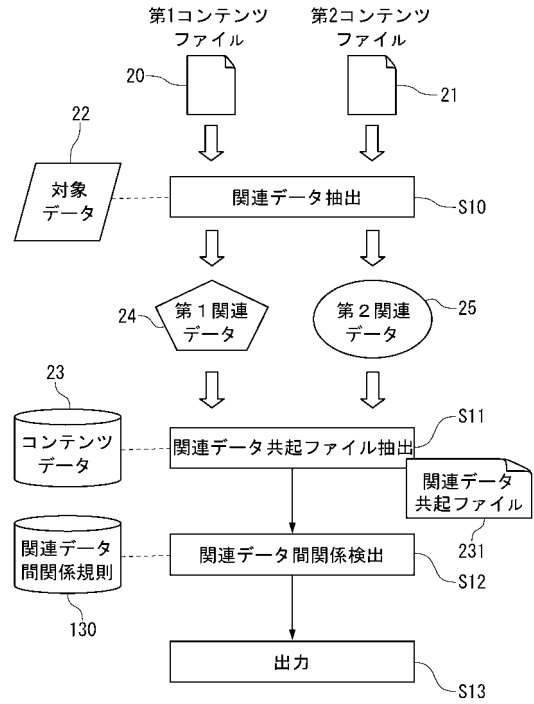 第1コンテンツ
ファイル
第2コンテンツ
ファイル
20
21
22
対象
データ
関連データ抽出
S10
24
第１関連
データ
第２関連
データ
25
23
コンテンツ
データ
S11
関連データ共起ファイル抽出
関連データ
共起ファイル
231
関連データ
間関係規則
130
関連データ間関係検出
S12
出力
S13